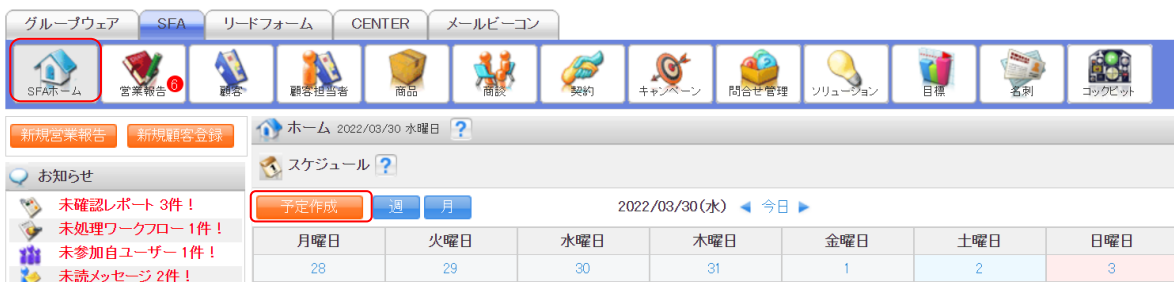 グループウェア SFA リードフォーム CENTER メールビーコン
SFAホーム 営業報告 6 顧客 顧客担当者 商品 商談 契約 キャンペーン 問合せ管理 ソリューション 目標 名刺 コックピット
新規営業報告 新規顧客登録
ホーム 2022/03/30 水曜日 ?
お知らせ
スケジュール ?
未確認レポート 3件!
未処理ワークフロー 1件!
未参加自ユーザー 1件!
未読メッセージ 2件!
予定作成 週 月 2022/03/30(水) ◀ 今日 ▶
月曜日 火曜日 水曜日 木曜日 金曜日 土曜日 日曜日
28 29 30 31 1 2 3